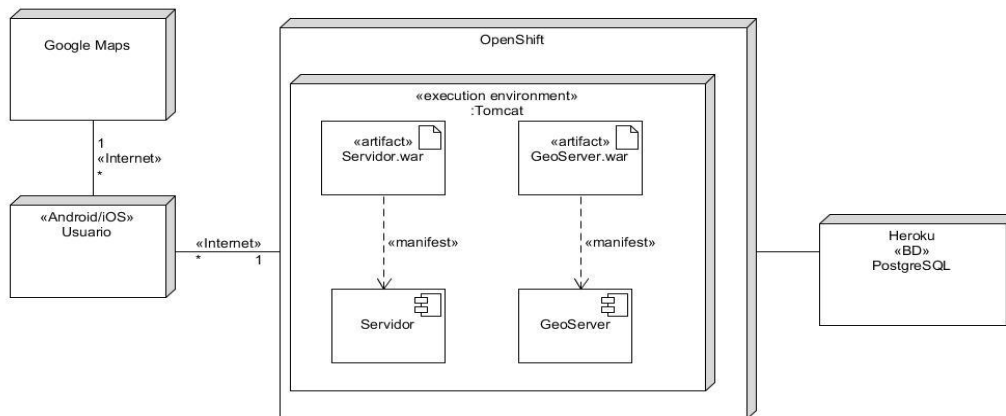 Google Maps
1
«Internet»
*
«Android/iOS»
Usuario
«Internet»
* 1
OpenShift
«execution environment»
:Tomcat
«artifact»
Servidor.war
«artifact»
GeoServer.war
«manifest»
«manifest»
Servidor
GeoServer
Heroku
«BD»
PostgreSQL